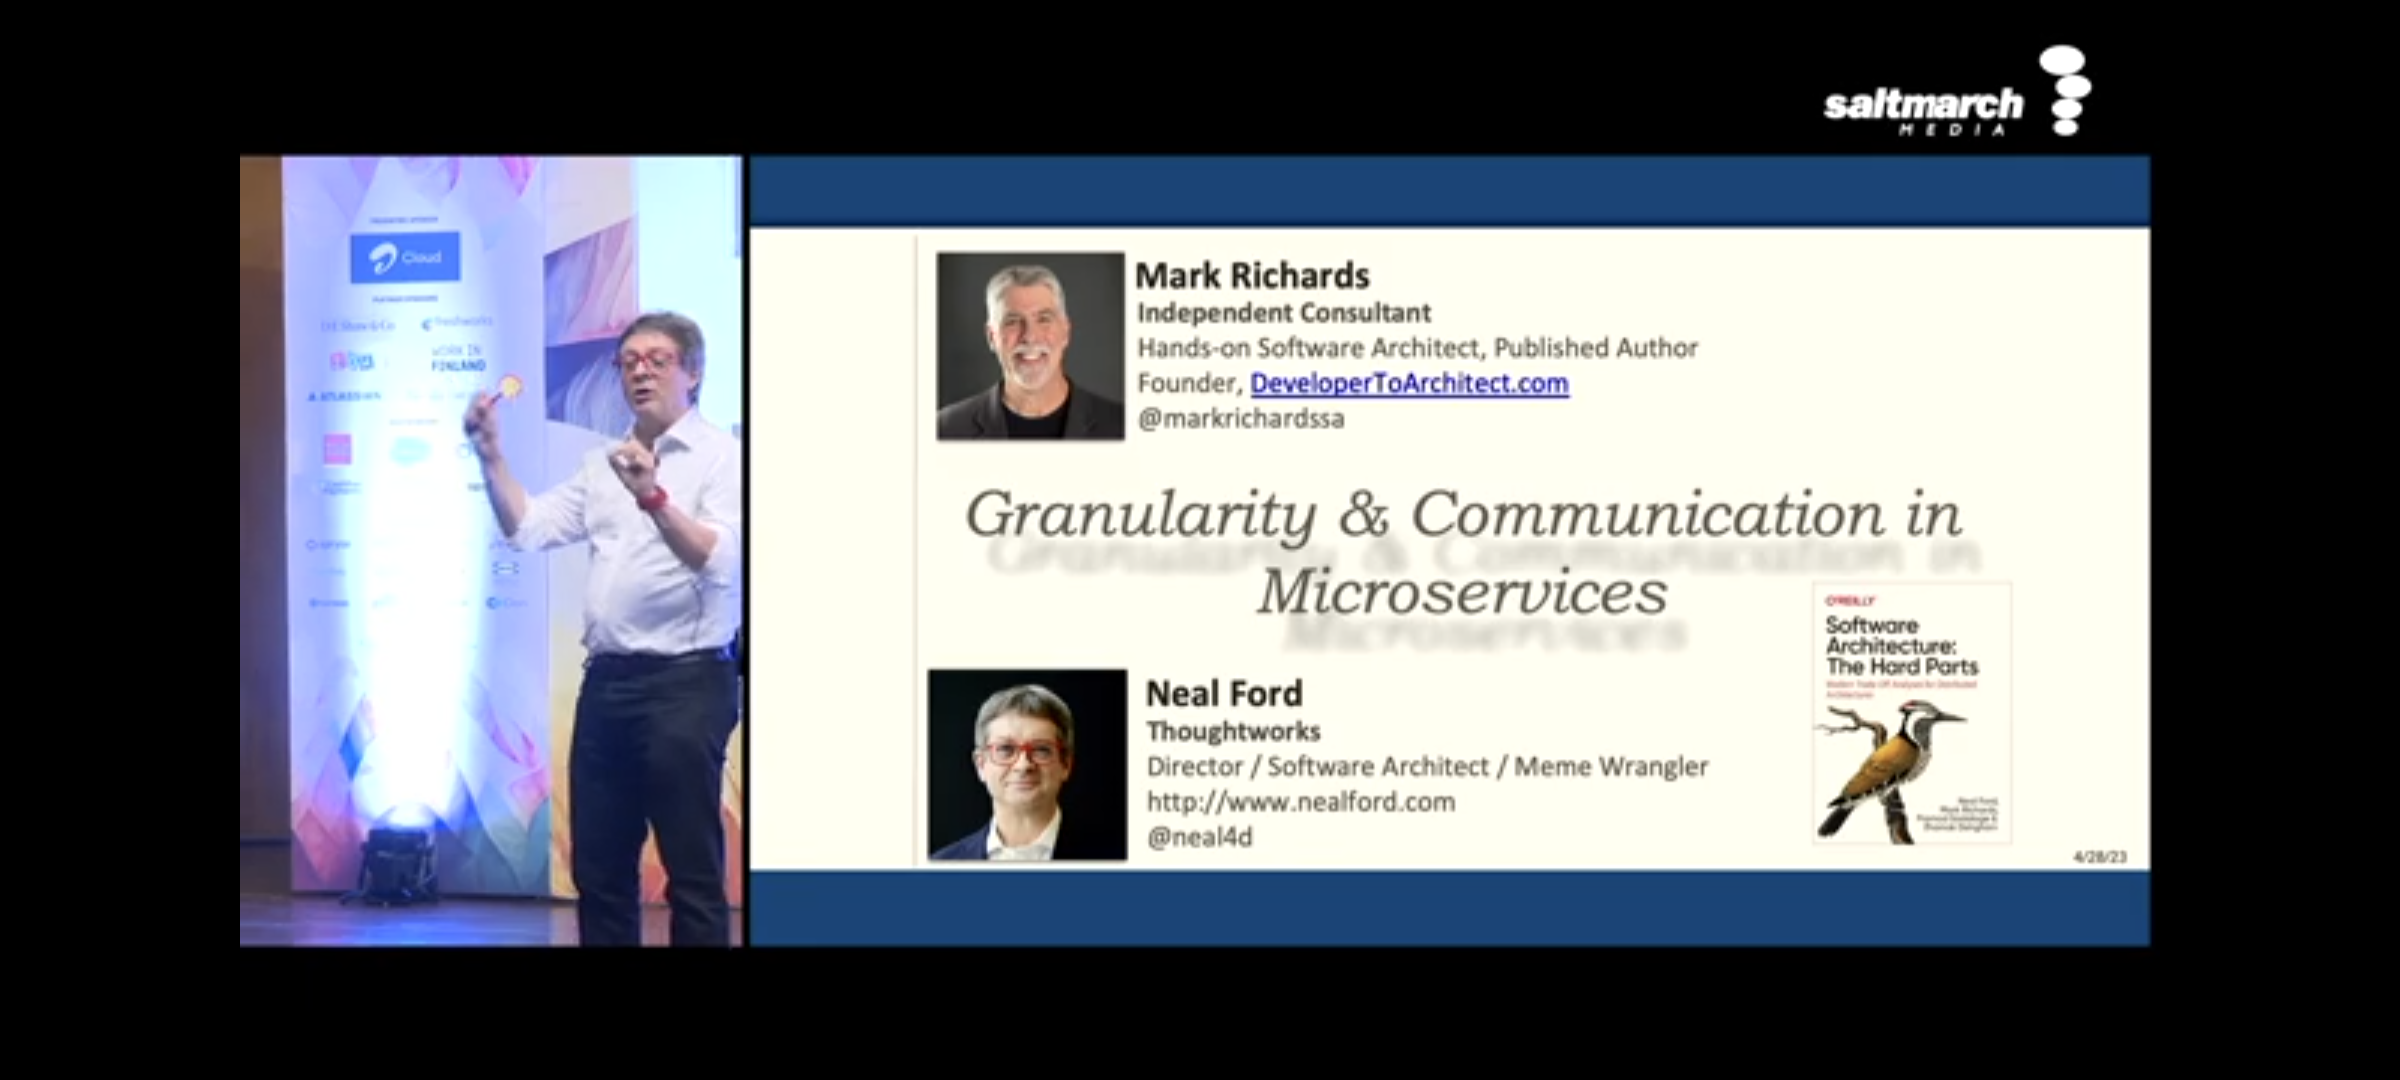 saltmarch
MEDIA
Cloud
freshworks
WORK IN
FINLAND
Mark Richards
Independent Consultant
Hands-on Software Architect, Published Author
Founder, DeveloperToArchitect.com
@markrichardssa
Granularity & Communication in
Microservices
O'REILLY
Software
Architecture:
The Hard Parts
Neal Ford
Thoughtworks
Director / Software Architect / Meme Wrangler
http://www.nealford.com
@neal4d
4/28/23